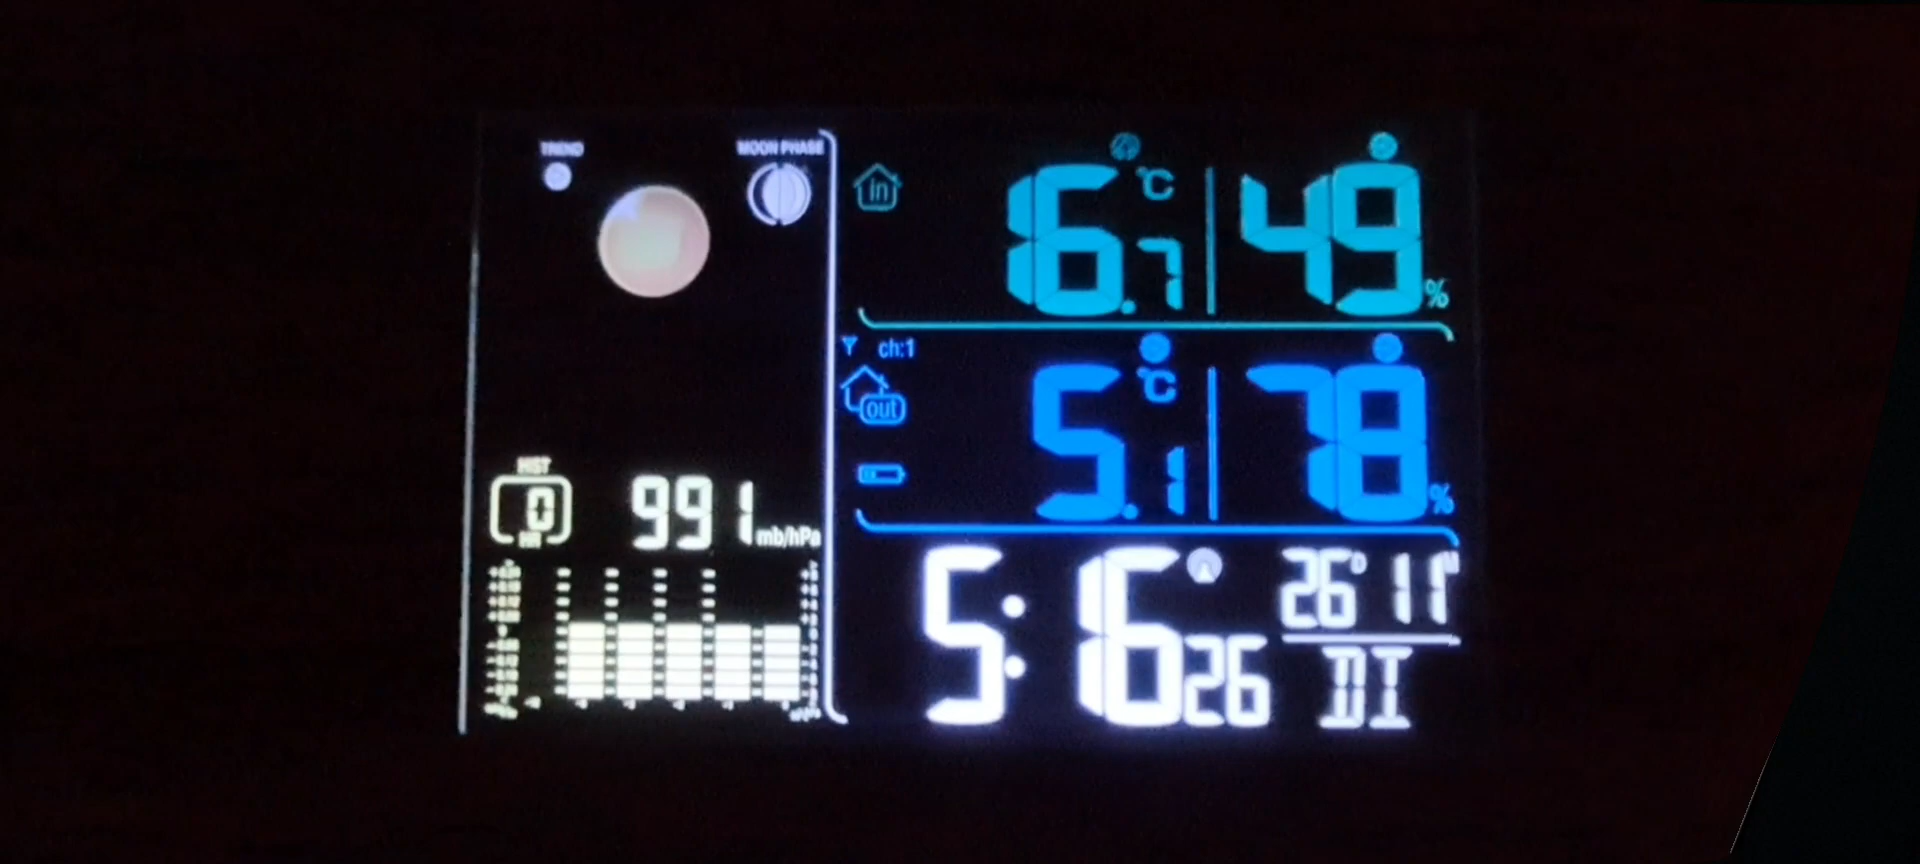 TREND
MOON PHASE
in
16.7 °C
49 %
ch:1
out
5.1 °C
78 %
HIST
0
HR
991 mb/hPa
5:16 26
26 D 11 M
DI